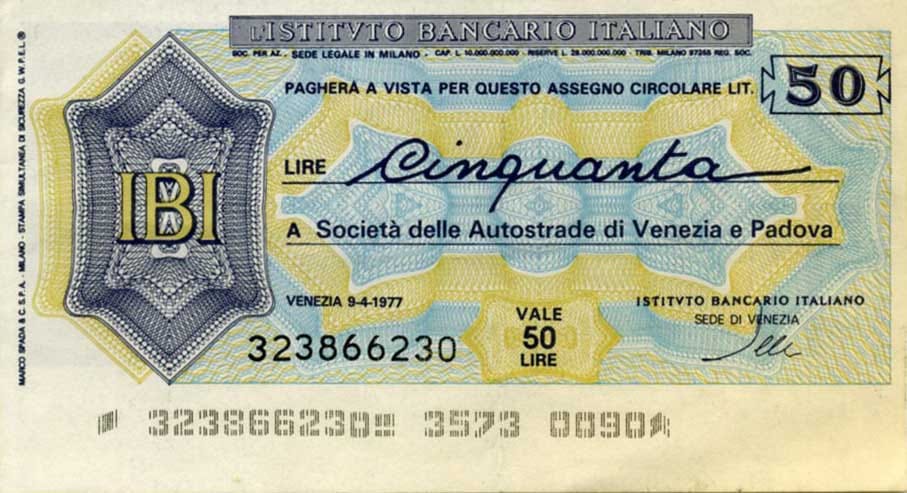 L'ISTITVTO BANCARIO ITALIANO
SOC. PER AZ. - SEDE LEGALE IN MILANO - CAP. L. 10.000.000.000 - RISERVE L. 28.000.000.000 - TRIB. MILANO 97268 REG. SOC.
PAGHERÀ A VISTA PER QUESTO ASSEGNO CIRCOLARE LIT. 50
LIRE Cinquanta
IBI
A Società delle Autostrade di Venezia e Padova
VENEZIA 9-4-1977
ISTITVTO BANCARIO ITALIANO
SEDE DI VENEZIA
VALE
50
LIRE
323866230
323866230 3573 0090
MARCO SPADA & C. S.P.A. - MILANO - STAMPA SIMULTANEA DI SICUREZZA G.W.P.E.L.®